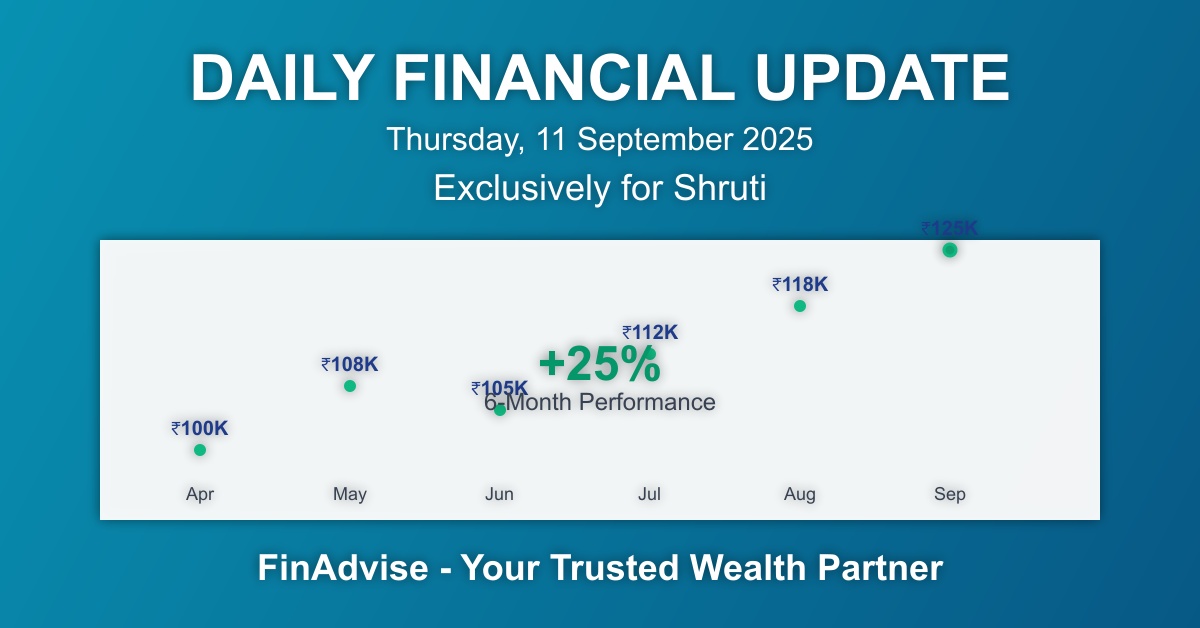 DAILY FINANCIAL UPDATE
Thursday, 11 September 2025
Exclusively for Shruti
₹125K
₹118K
₹112K
+25%
₹108K
₹105K
6-Month Performance
₹100K
Apr May Jun Jul Aug Sep
FinAdvise - Your Trusted Wealth Partner